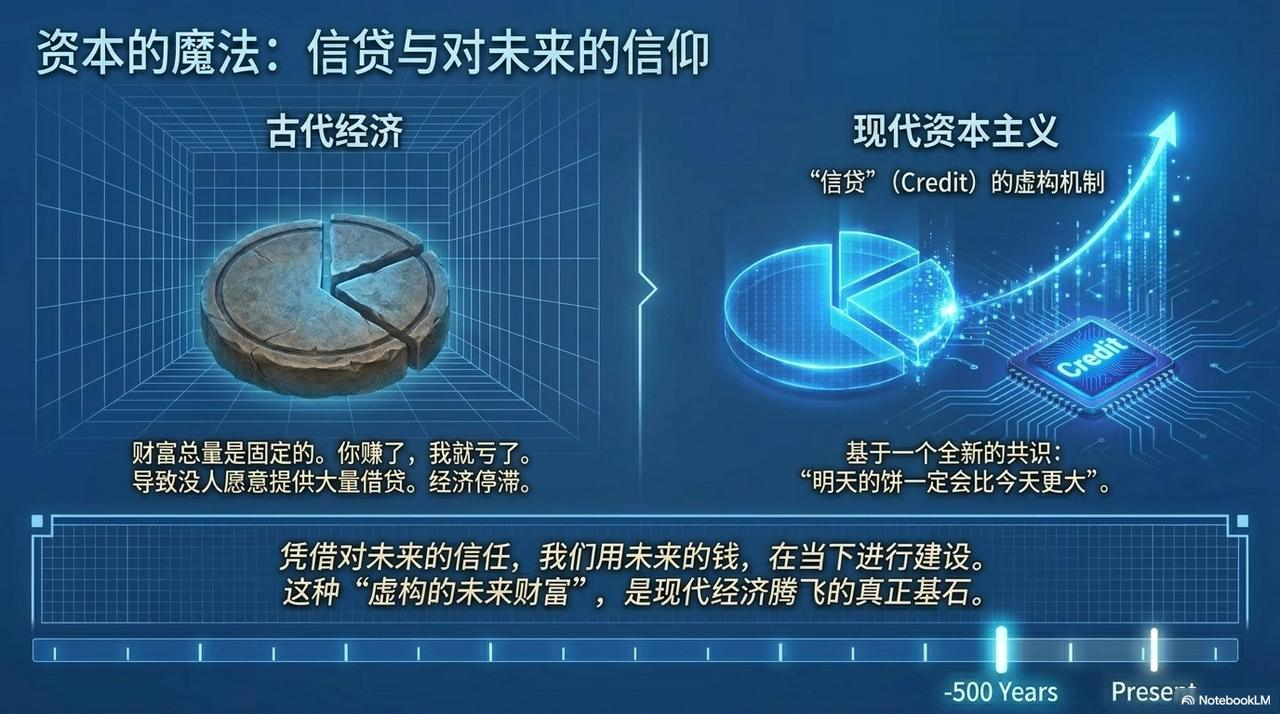 资本的魔法：信贷与对未来的信仰
古代经济
财富总量是固定的。你赚了，我就亏了。
导致没人愿意提供大量借贷。经济停滞。
现代资本主义
“信贷”（Credit）的虚构机制
Credit
基于一个全新的共识：
“明天的饼一定会比今天更大”。
凭借对未来的信任，我们用未来的钱，在当下进行建设。
这种“虚构的未来财富”，是现代经济腾飞的真正基石。
-500 Years
Present
NotebookLM